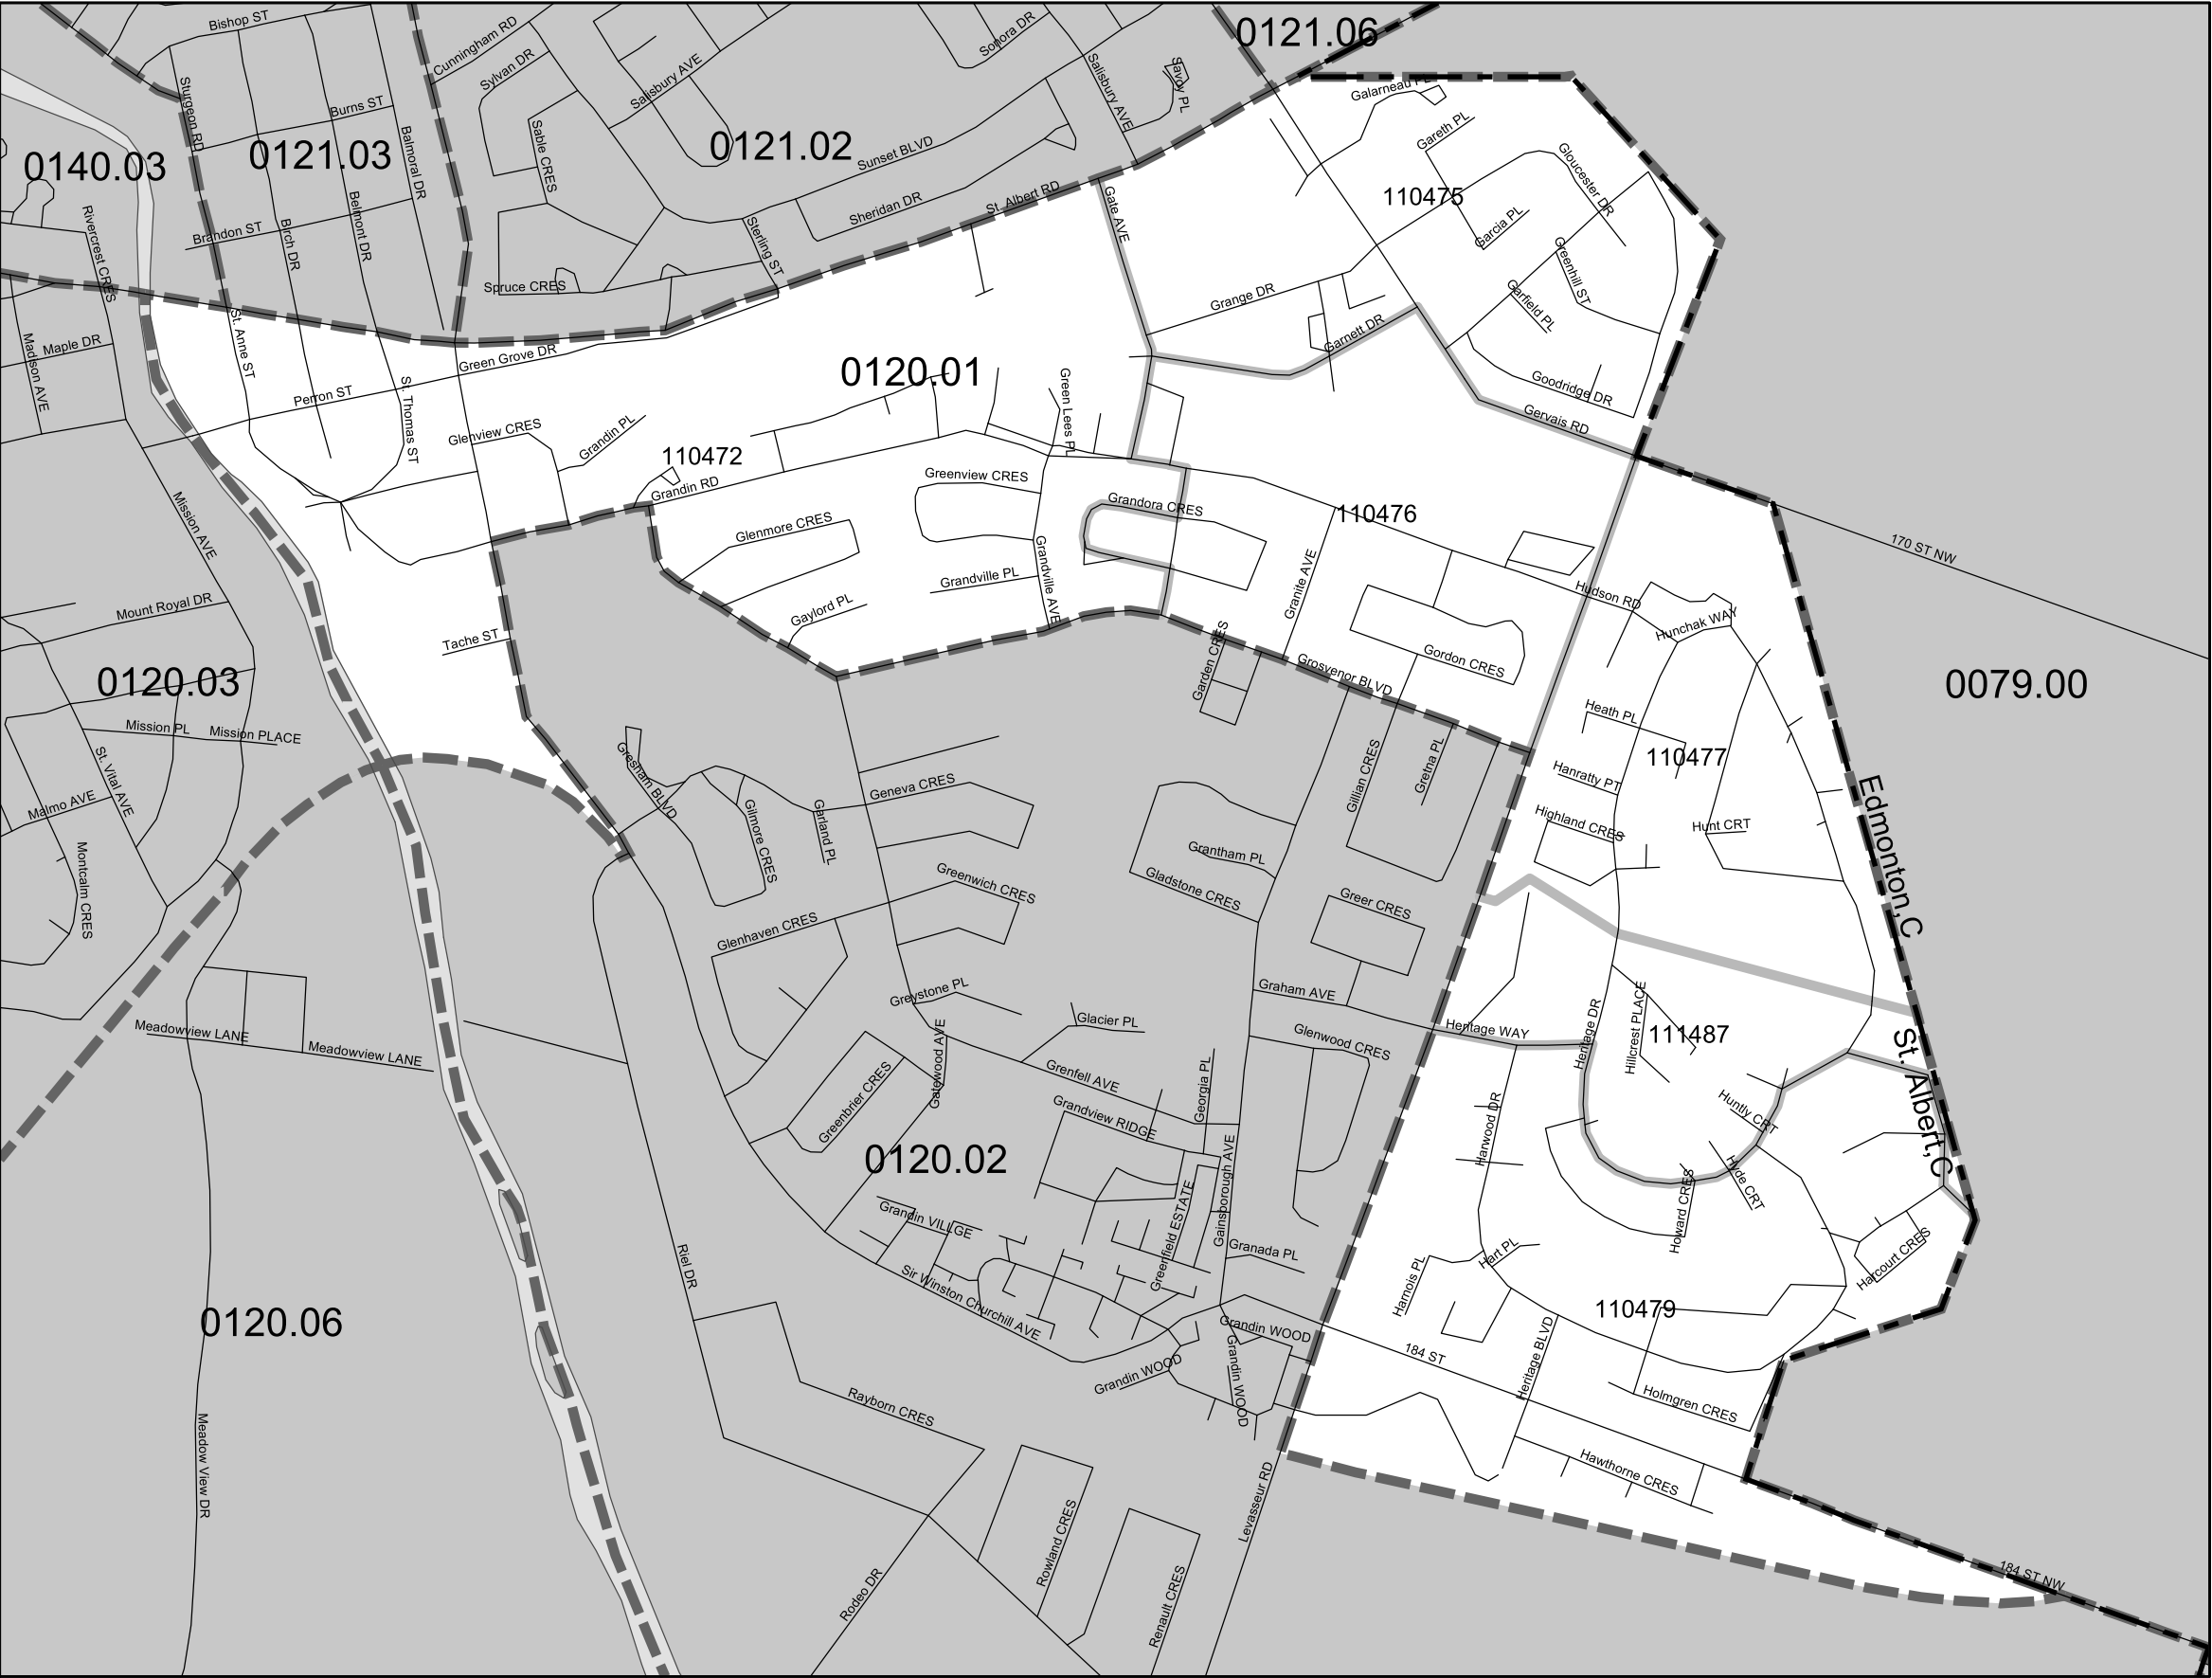 0121.06
Bishop ST
Cunningham RD
Sonora DR
Sylvan DR
Salisbury AVE
Salisbury AVE
Savoy PL
Galarneau PL
Sturgeon RD
Burns ST
Balmoral DR
Sable CRES
0140.03
0121.03
0121.02
Sunset BLVD
Gareth PL
Gloucester DR
110475
Rivercrest CRES
Brandon ST
Birch DR
Belmont DR
Sheridan DR
St. Albert RD
Gate AVE
Garcia PL
Sterling ST
Spruce CRES
Greenhill ST
Grange DR
Garfield PL
Madison AVE
Maple DR
St. Anne ST
Green Grove DR
Garnett DR
0120.01
Perron ST
St. Thomas ST
Green Lees PL
Goodridge DR
Gervais RD
Glenview CRES
Grandin PL
110472
Grandin RD
Greenview CRES
Grandora CRES
110476
Mission AVE
Glenmore CRES
170 ST NW
Grandville PL
Grandville AVE
Granite AVE
Hudson RD
Mount Royal DR
Gaylord PL
Hunchak WAY
Tache ST
Garden CRES
Grosvenor BLVD
Gordon CRES
0120.03
0079.00
Mission PL
Mission PLACE
Heath PL
St. Vital AVE
110477
Gresham BLVD
Gillian CRES
Gretna PL
Hanratty PT
Malmo AVE
Geneva CRES
Garland PL
Gilmore CRES
Highland CRES
Hunt CRT
Edmonton,C
Montcalm CRES
Grantham PL
Gladstone CRES
Greenwich CRES
Greer CRES
Glenhaven CRES
Greystone PL
Graham AVE
Glacier PL
Heritage WAY
Heritage DR
Hillcrest PLACE
111487
Meadowview LANE
Meadowview LANE
Gatewood AVE
Glenwood CRES
Grenfell AVE
Georgia PL
St. Albert,C
Greenbrier CRES
Grandview RIDGE
Harwood DR
Huntly CRT
0120.02
Gainsborough AVE
Hyde CRT
Howard CRES
Grandin VILLGE
Greenfield ESTATE
Granada PL
Hart PL
Harnois PL
Harcourt CRES
Riel DR
Sir Winston Churchill AVE
0120.06
110479
Grandin WOOD
Grandin WOOD
Grandin WOOD
184 ST
Heritage BLVD
Holmgren CRES
Rayborn CRES
Meadow View DR
Hawthorne CRES
Levasseur RD
Rowland CRES
Rodeo DR
Renault CRES
184 ST NW